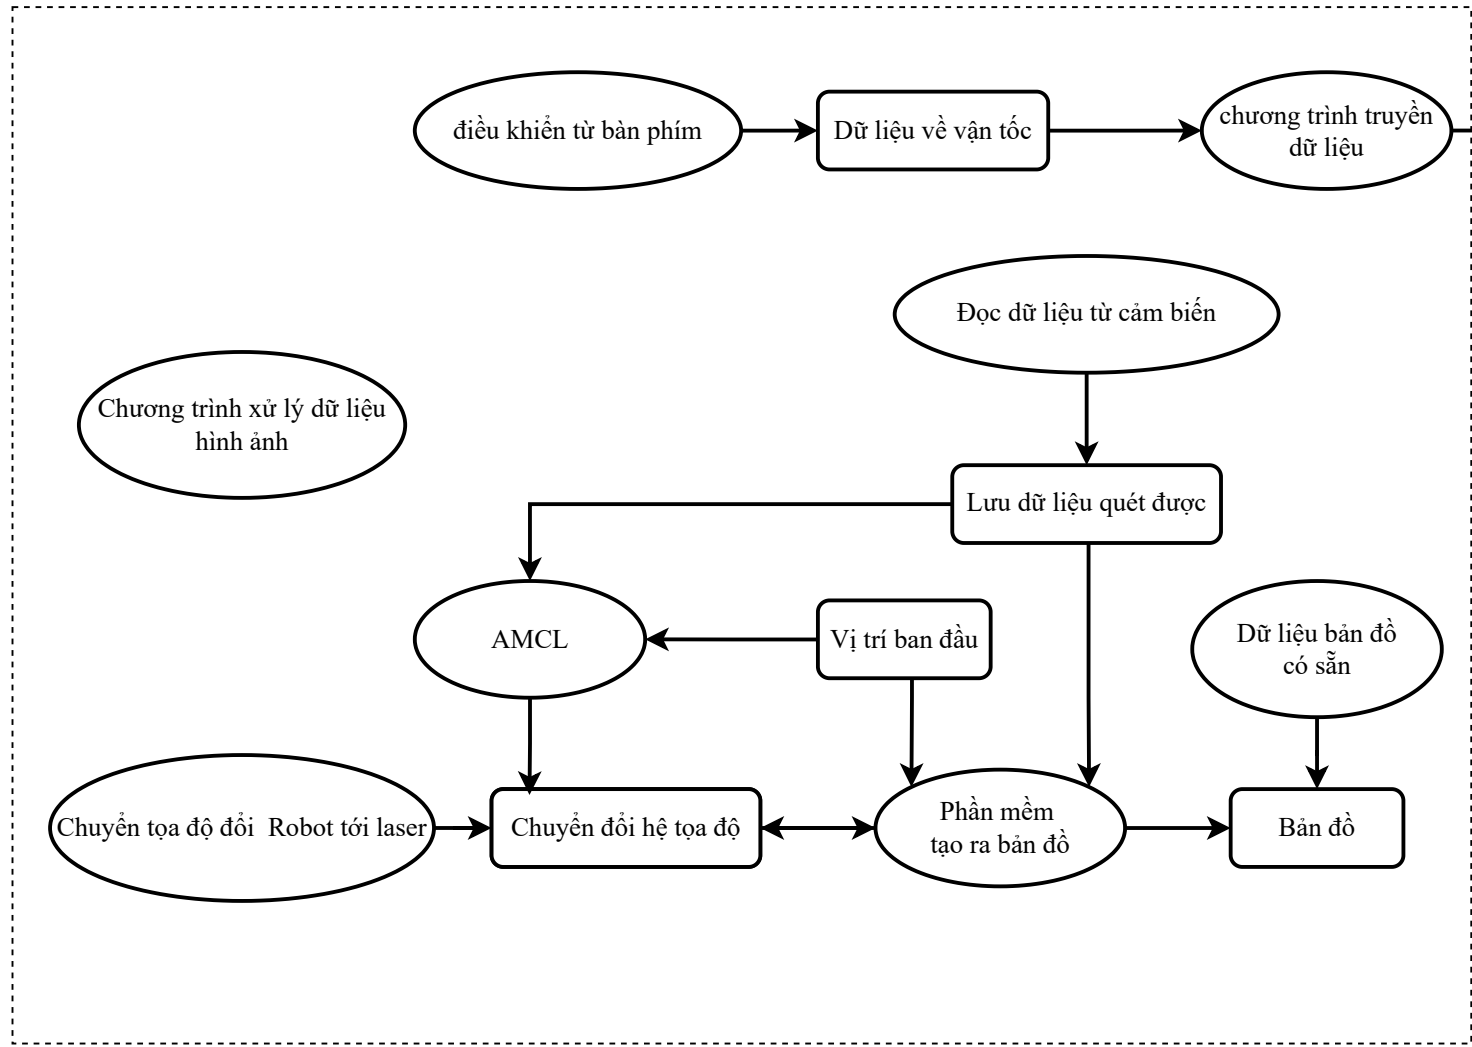 điều khiển từ bàn phím
Dữ liệu về vận tốc
chương trình truyền
dữ liệu
Đọc dữ liệu từ cảm biến
Chương trình xử lý dữ liệu
hình ảnh
Lưu dữ liệu quét được
AMCL
Vị trí ban đầu
Dữ liệu bản đồ
có sẵn
Chuyển tọa độ đổi  Robot tới laser
Chuyển đổi hệ tọa độ
Phần mềm
tạo ra bản đồ
Bản đồ